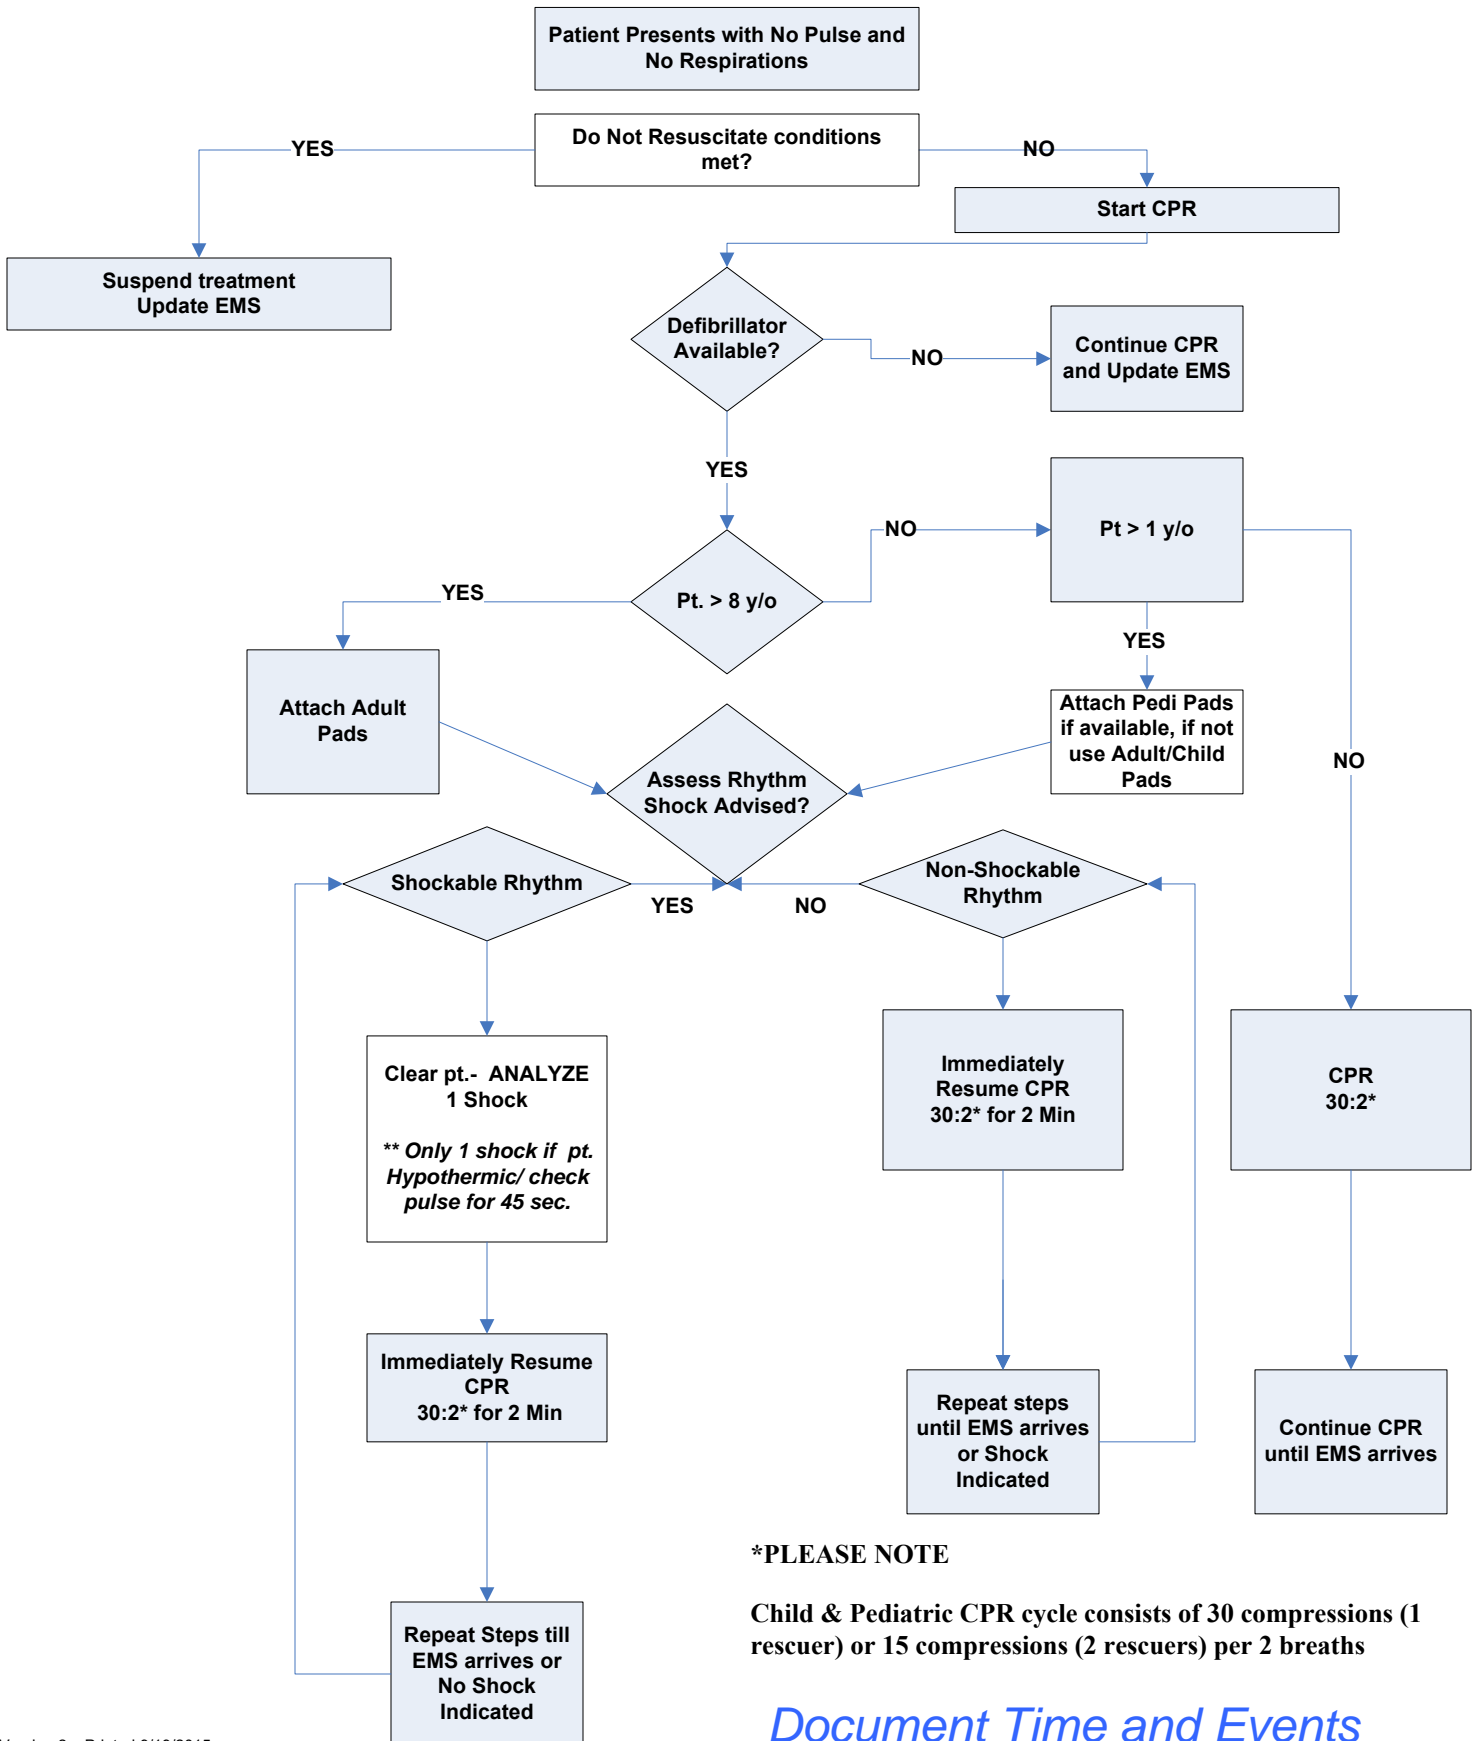 Patient Presents with No Pulse and
No Respirations
Do Not Resuscitate conditions
met?
YES
NO
Start CPR
Suspend treatment
Update EMS
Defibrillator
Available?
NO
Continue CPR
and Update EMS
YES
Pt. > 8 y/o
NO
Pt > 1 y/o
YES
YES
NO
Attach Adult
Pads
Attach Pedi Pads
if available, if not
use Adult/Child
Pads
Assess Rhythm
Shock Advised?
Shockable Rhythm
YES
NO
Non-Shockable
Rhythm
Clear pt.- ANALYZE
1 Shock
** Only 1 shock if pt.
Hypothermic/ check
pulse for 45 sec.
Immediately
Resume CPR
30:2* for 2 Min
CPR
30:2*
Immediately Resume
CPR
30:2* for 2 Min
Repeat steps
until EMS arrives
or Shock
Indicated
Continue CPR
until EMS arrives
Repeat Steps till
EMS arrives or
No Shock
Indicated
*PLEASE NOTE
Child & Pediatric CPR cycle consists of 30 compressions (1
rescuer) or 15 compressions (2 rescuers) per 2 breaths
Document Time and Events